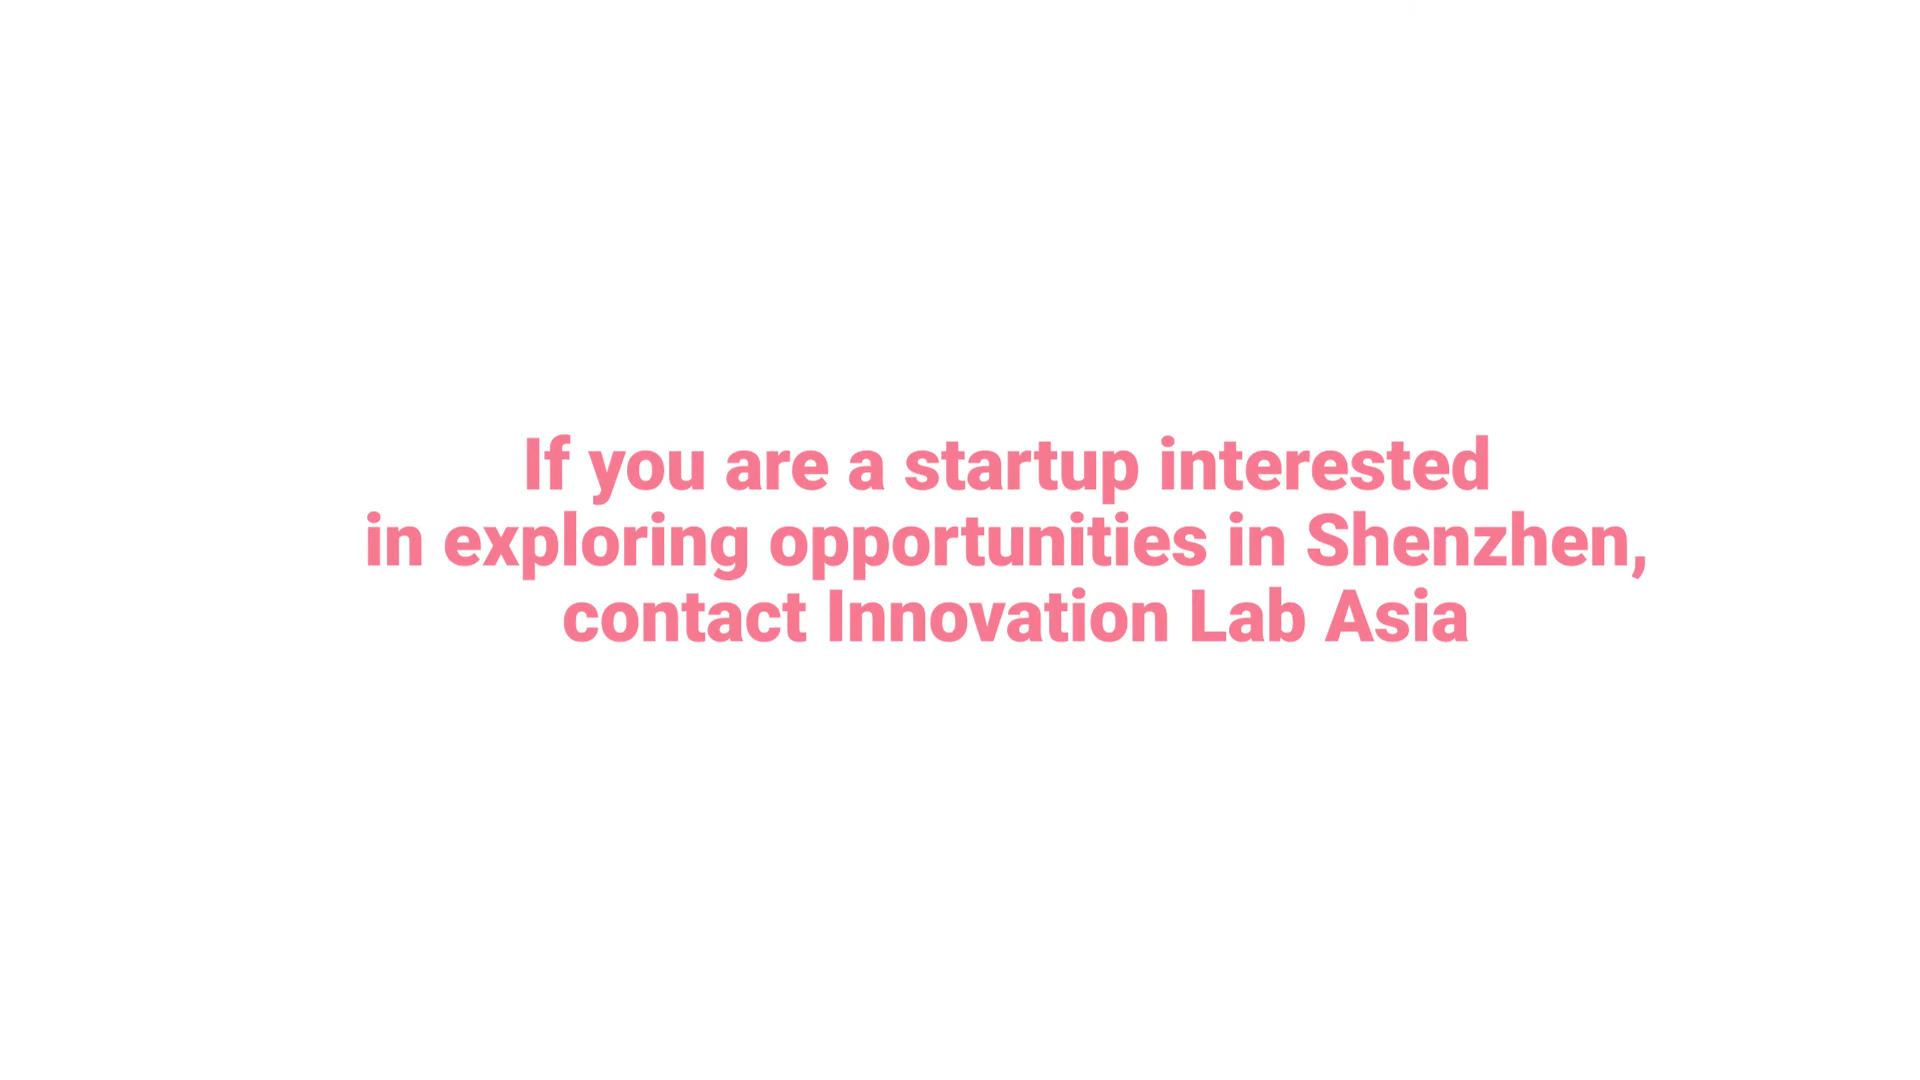 If you are a startup interested
in exploring opportunities in Shenzhen,
contact Innovation Lab Asia